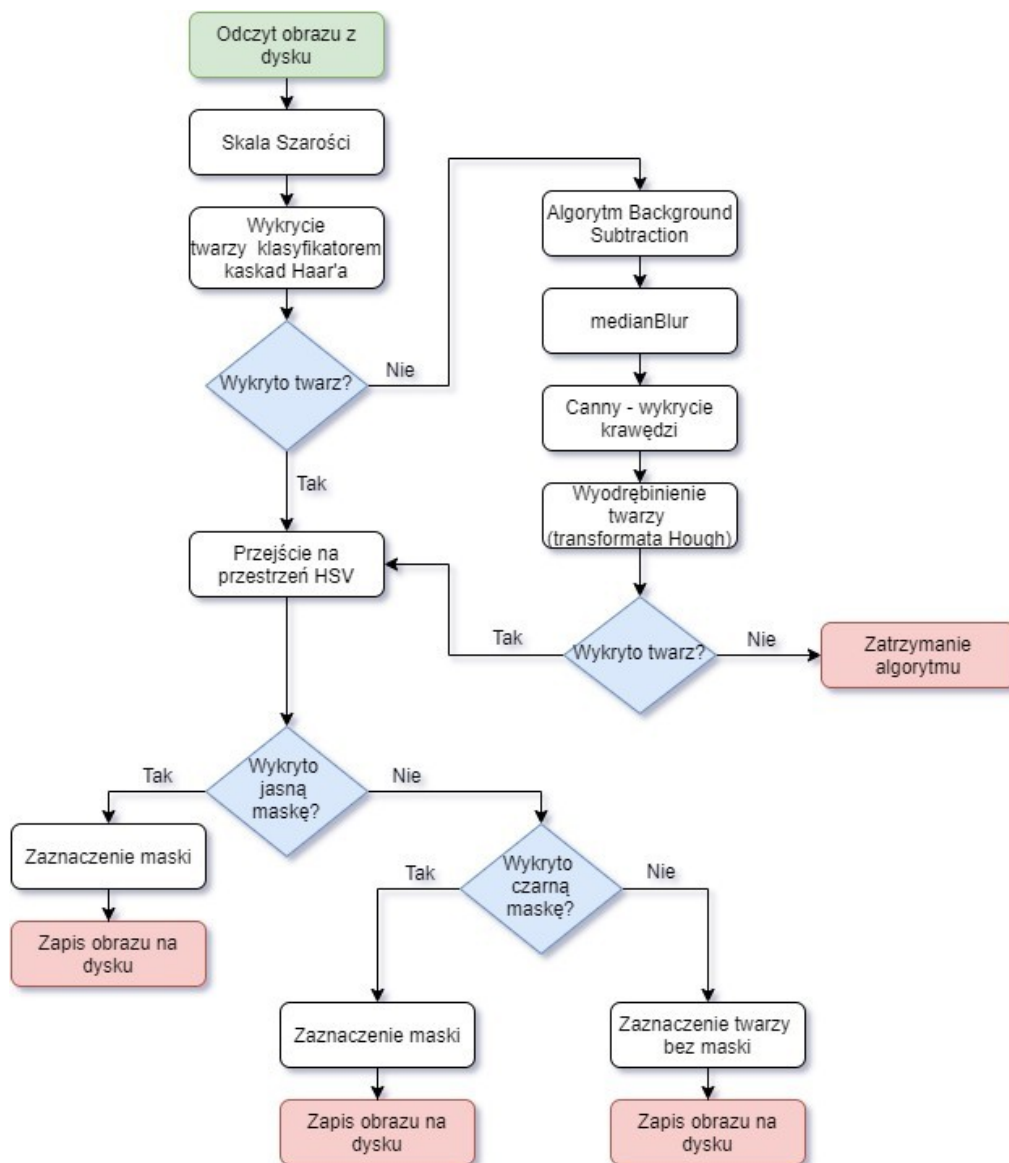 Odczyt obrazu z
dysku
Skala Szarości
Wykrycie
twarzy klasyfikatorem
kaskad Haar'a
Wykryto twarz?
Nie
Tak
Algorytm Background
Subtraction
medianBlur
Canny - wykrycie
krawędzi
Wyodrębinienie
twarzy
(transformata Hough)
Wykryto twarz?
Tak
Nie
Zatrzymanie
algorytmu
Przejście na
przestrzeń HSV
Wykryto
jasną
maskę?
Tak
Nie
Zaznaczenie maski
Zapis obrazu na
dysku
Wykryto
czarną
maskę?
Tak
Nie
Zaznaczenie maski
Zapis obrazu na
dysku
Zaznaczenie twarzy
bez maski
Zapis obrazu na
dysku